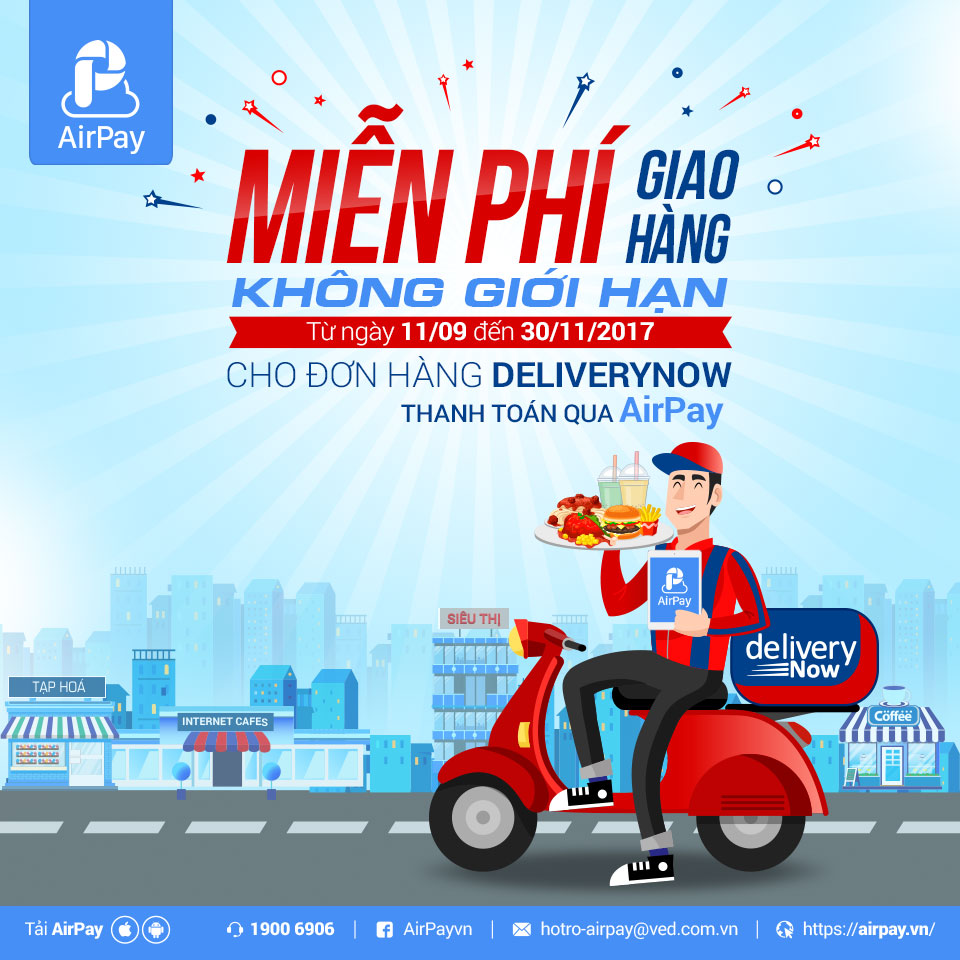 AirPay
MIỄN PHÍ GIAO HÀNG
KHÔNG GIỚI HẠN
Từ ngày 11/09 đến 30/11/2017
CHO ĐƠN HÀNG DELIVERYNOW
THANH TOÁN QUA AirPay
AirPay
SIÊU THỊ
delivery
Now
TẠP HOÁ
INTERNET CAFES
Cöffëë
Tải AirPay
1900 6906
AirPayvn
hotro-airpay@ved.com.vn
https://airpay.vn/